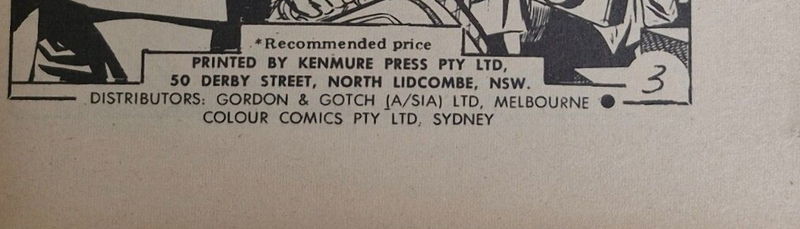 *Recommended price
PRINTED BY KENMURE PRESS PTY LTD,
50 DERBY STREET, NORTH LIDCOMBE, NSW.
3
DISTRIBUTORS: GORDON & GOTCH (A/SIA) LTD, MELBOURNE ●
COLOUR COMICS PTY LTD, SYDNEY